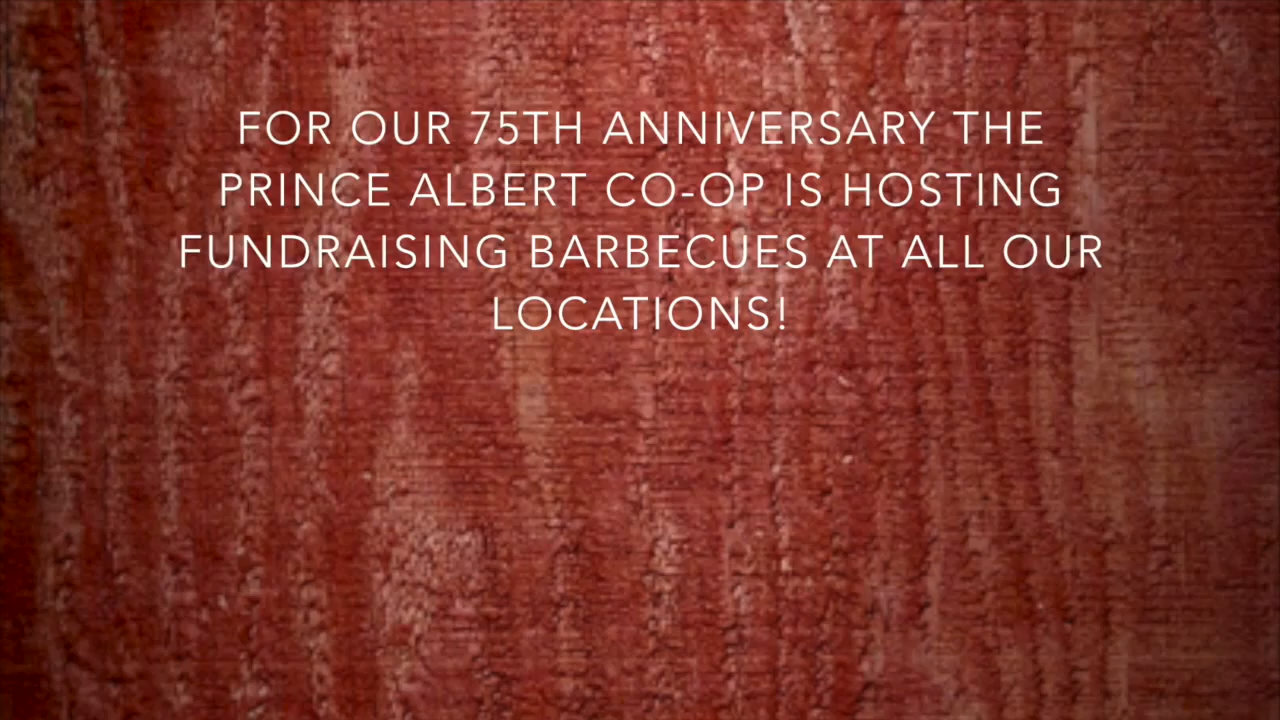 FOR OUR 75TH ANNIVERSARY THE
PRINCE ALBERT CO-OP IS HOSTING
FUNDRAISING BARBECUES AT ALL OUR
LOCATIONS!